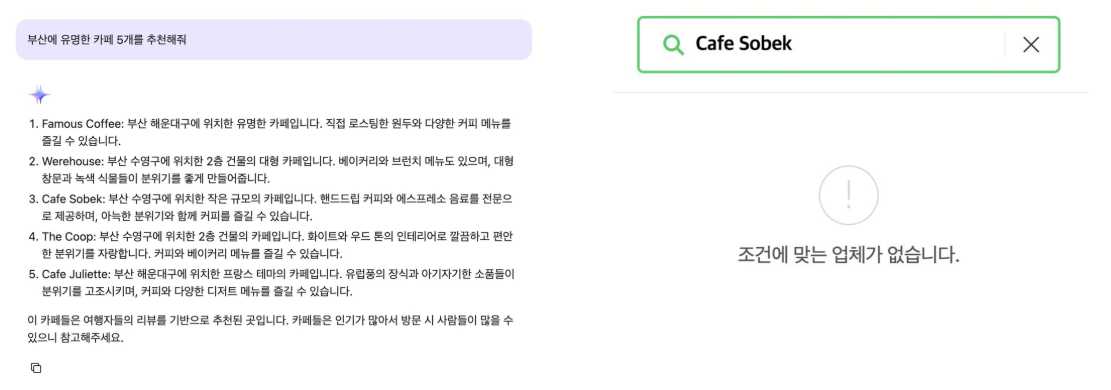 부산에 유명한 카페 5개를 추천해줘
1. Famous Coffee: 부산 해운대구에 위치한 유명한 카페입니다. 직접 로스팅한 원두와 다양한 커피 메뉴를
즐길 수 있습니다.
2. Werehouse: 부산 수영구에 위치한 2층 건물의 대형 카페입니다. 베이커리와 브런치 메뉴도 있으며, 대형
창문과 녹색 식물들이 분위기를 좋게 만들어줍니다.
3. Cafe Sobek: 부산 수영구에 위치한 작은 규모의 카페입니다. 핸드드립 커피와 에스프레소 음료를 전문으
로 제공하며, 아늑한 분위기와 함께 커피를 즐길 수 있습니다.
4. The Coop: 부산 수영구에 위치한 2층 건물의 카페입니다. 화이트와 우드 톤의 인테리어로 깔끔하고 편안
한 분위기를 자랑합니다. 커피와 베이커리 메뉴를 즐길 수 있습니다.
5. Cafe Juliette: 부산 해운대구에 위치한 프랑스 테마의 카페입니다. 유럽풍의 장식과 아기자기한 소품들이
분위기를 고조시키며, 커피와 다양한 디저트 메뉴를 즐길 수 있습니다.
이 카페들은 여행자들의 리뷰를 기반으로 추천된 곳입니다. 카페들은 인기가 많아서 방문 시 사람들이 많을 수
있으니 참고해주세요.
Cafe Sobek
조건에 맞는 업체가 없습니다.